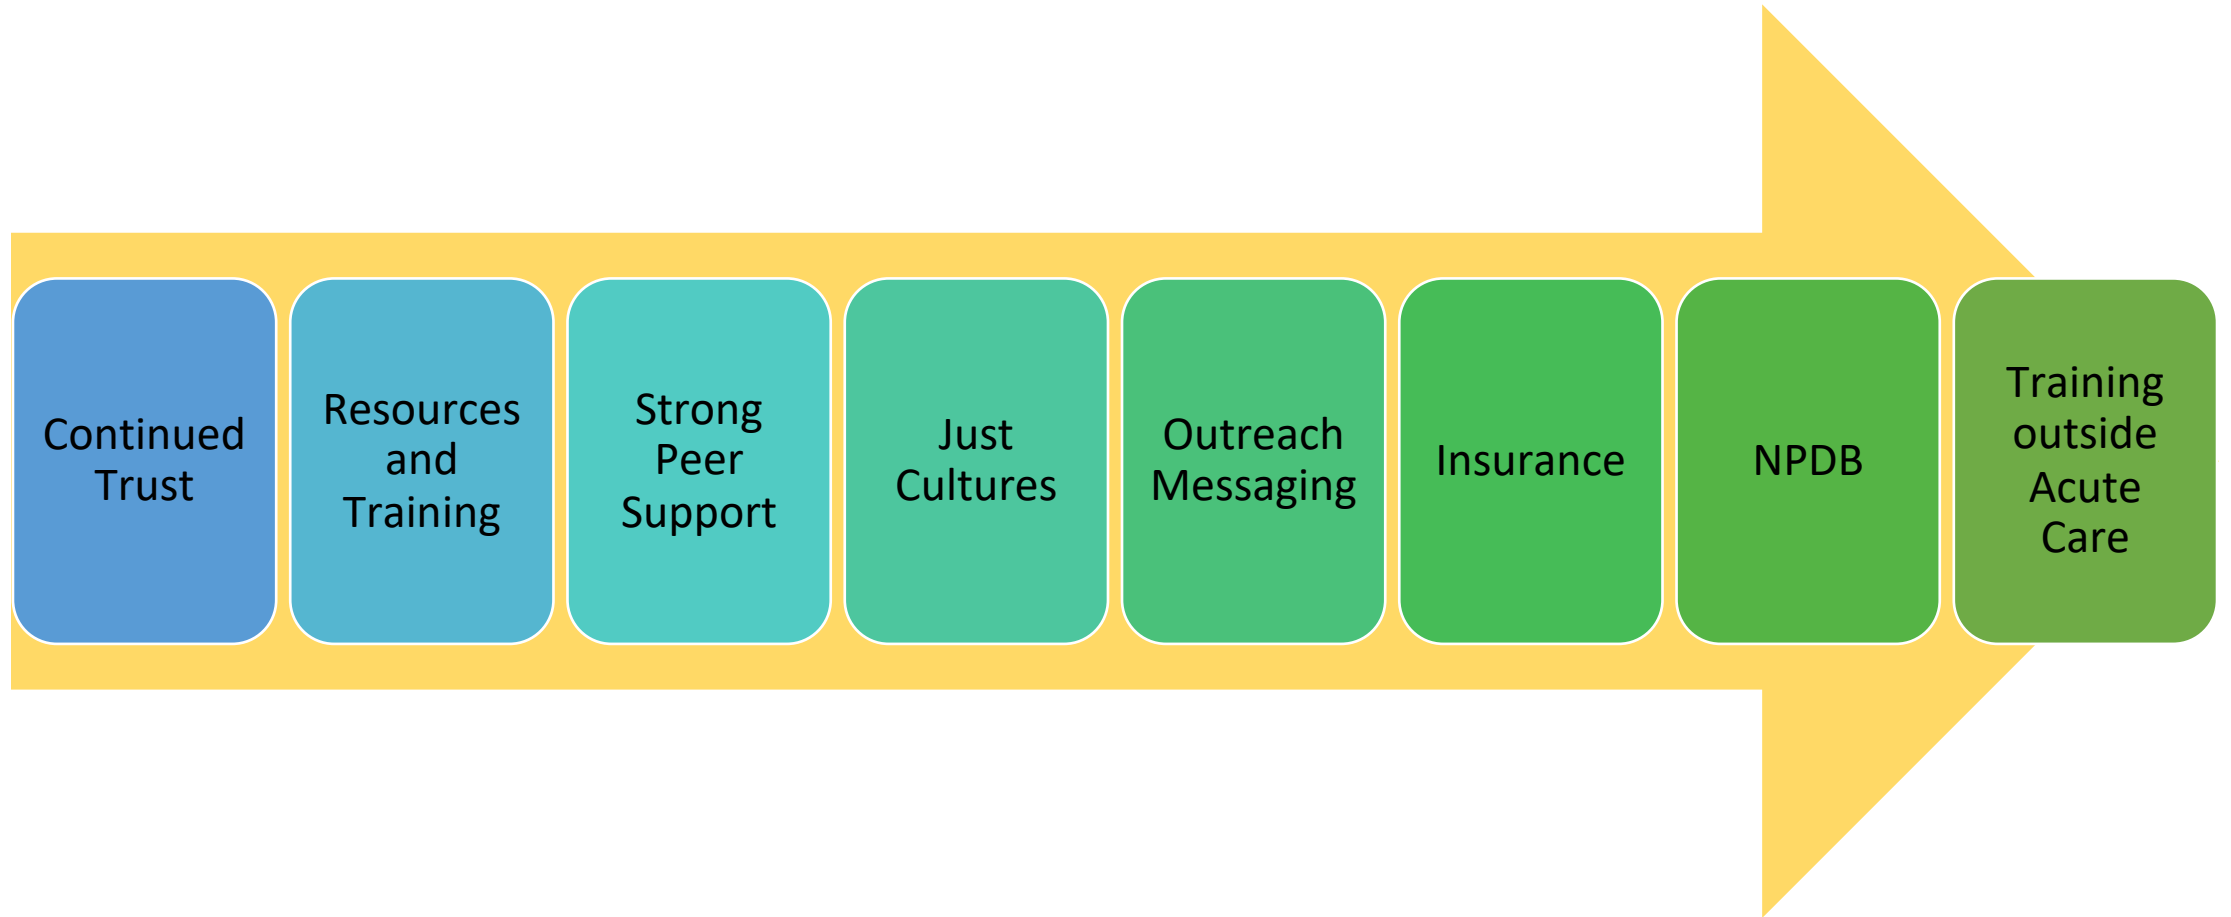 Continued
Trust
Resources
and
Training
Strong
Peer
Support
Just
Cultures
Outreach
Messaging
Insurance
NPDB
Training
outside
Acute
Care